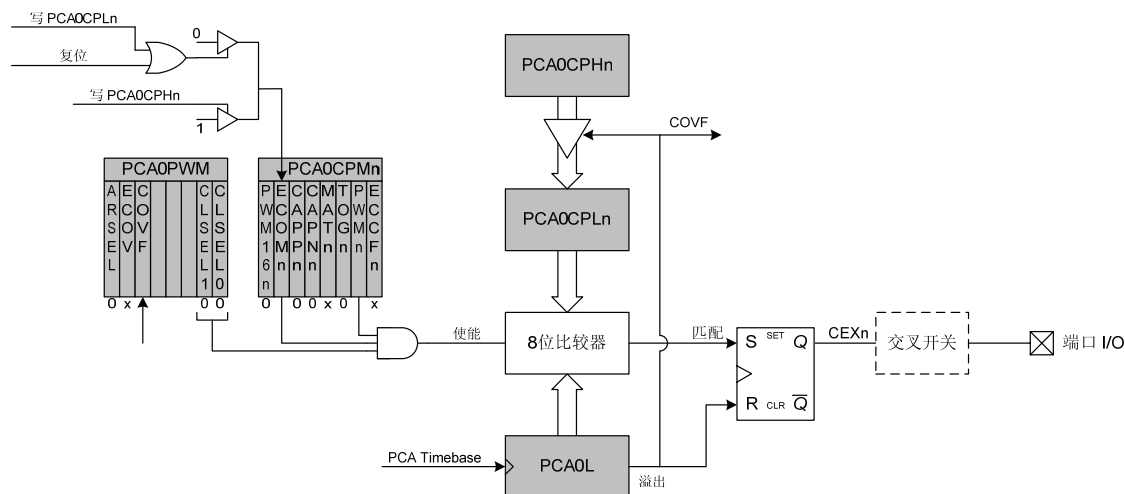 写 PCA0CPLn
复位
0
写 PCA0CPHn
1
PCA0CPHn
COVF
PCA0PWM
ARSEL
ECOV
COVF
CLSEL1
CLSEL0
0 x 0 0
PCA0CPMn
PWM16n
ECOMn
CAPPn
CAPNn
MATn
TOGn
PWMn
ECCFn
0 0 0 x 0 x
PCA0CPLn
使能
8位比较器
匹配
S SET Q
R CLR Q̅
CEXn
交叉开关
端口 I/O
PCA Timebase
PCA0L
溢出